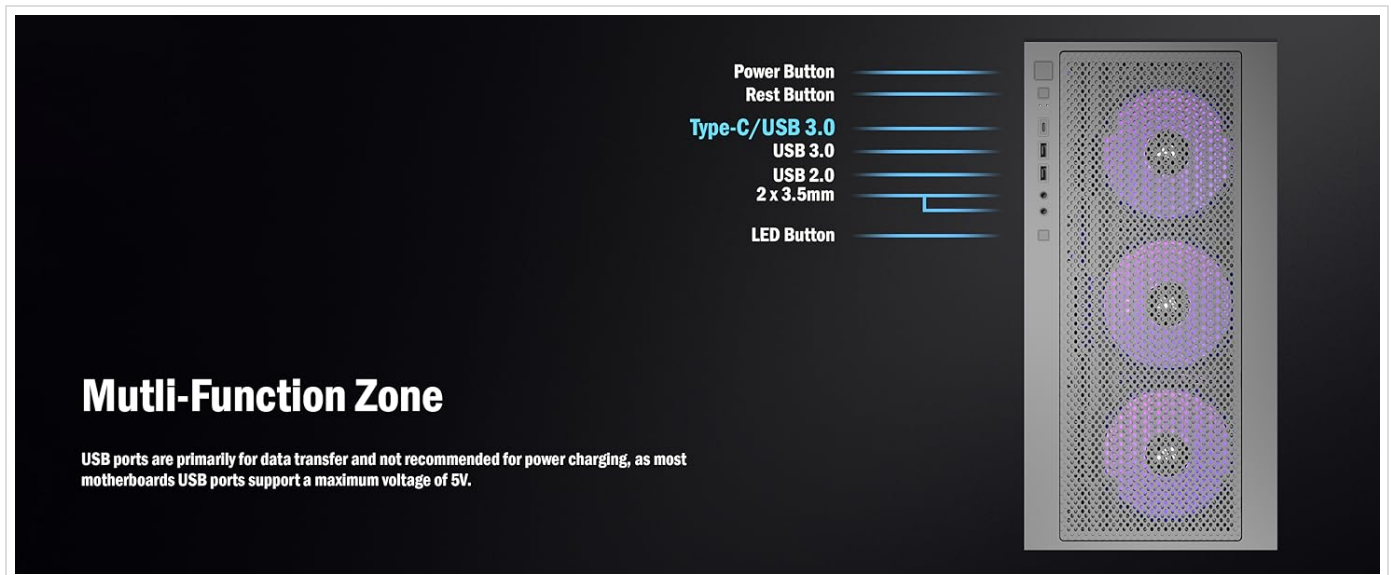 Power Button
Rest Button
Type-C/USB 3.0
USB 3.0
USB 2.0
2 x 3.5mm
LED Button
Mutli-Function Zone
USB ports are primarily for data transfer and not recommended for power charging, as most
motherboards USB ports support a maximum voltage of 5V.